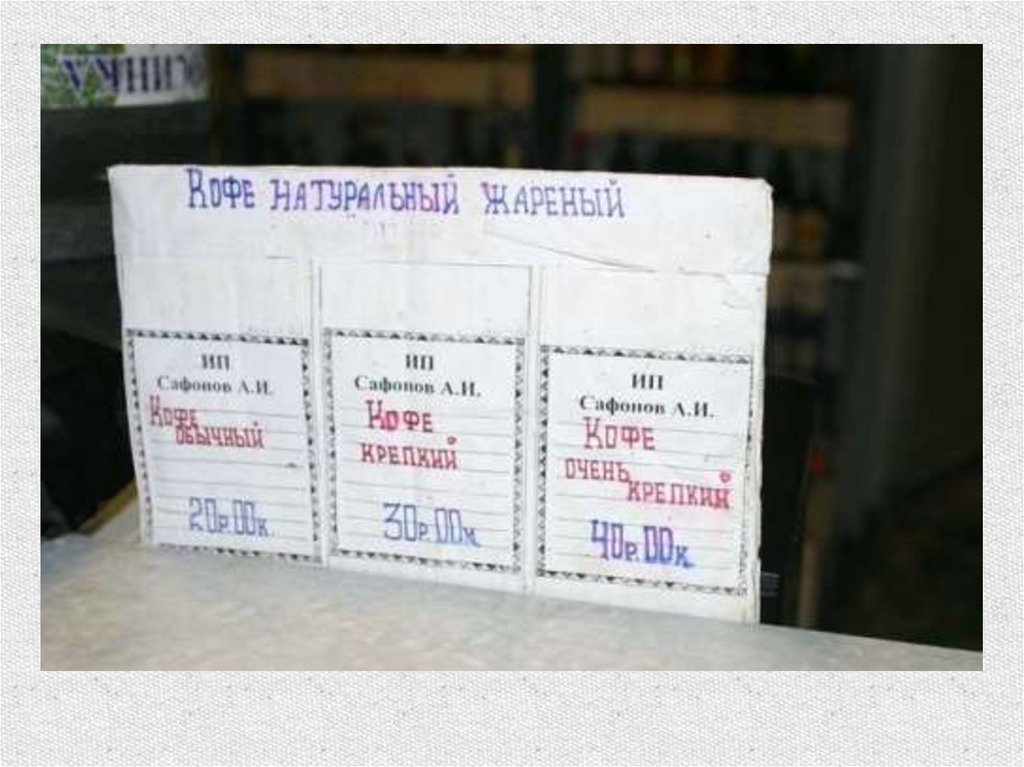 КОФЕ НАТУРАЛЬНЫЙ ЖАРЕНЫЙ
ИП
Сафонов А.И.
КОФЕ
ОБЫЧНЫЙ
20р.00к.
ИП
Сафонов А.И.
КОФЕ
КРЕПКИЙ
30р.00к.
ИП
Сафонов А.И.
КОФЕ
ОЧЕНЬ
КРЕПКИЙ
40р.00к.